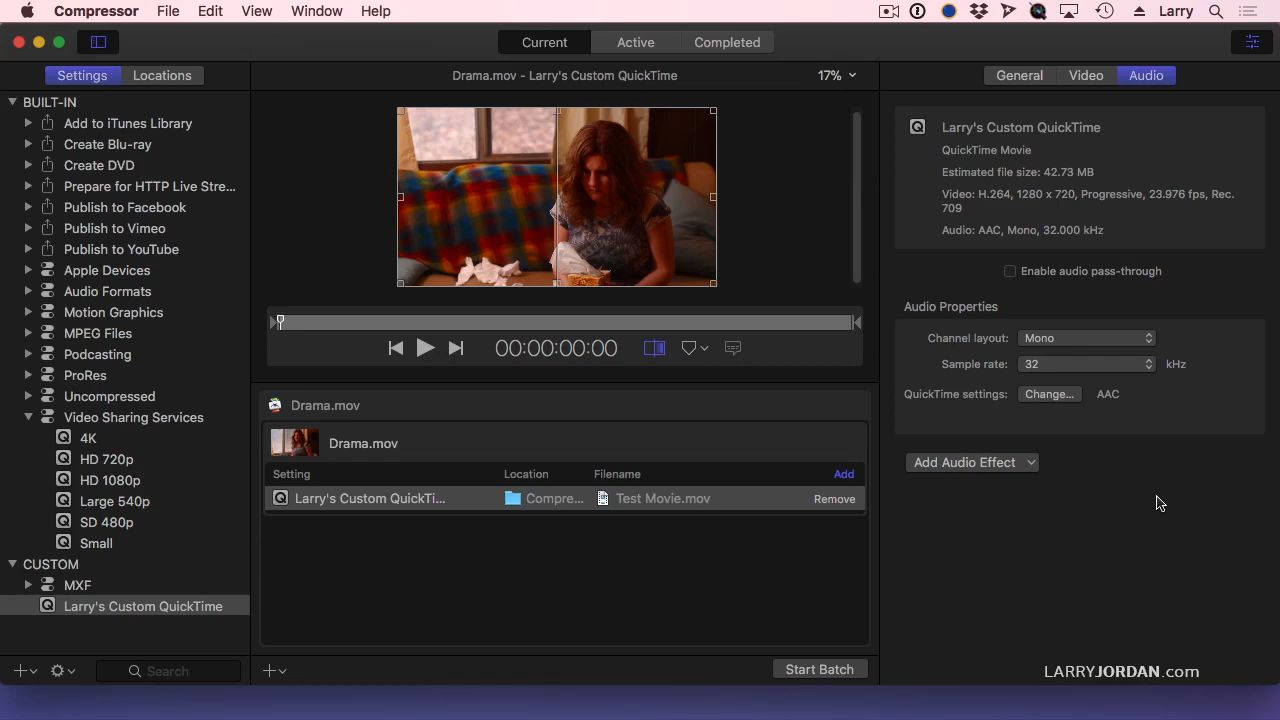 Compressor File Edit View Window Help Larry
Current Active Completed
Settings Locations
Drama.mov - Larry's Custom QuickTime 17%
General Video Audio
BUILT-IN
Add to iTunes Library
Create Blu-ray
Create DVD
Prepare for HTTP Live Stre...
Publish to Facebook
Publish to Vimeo
Publish to YouTube
Apple Devices
Audio Formats
Motion Graphics
MPEG Files
Podcasting
ProRes
Uncompressed
Video Sharing Services
4K
HD 720p
HD 1080p
Large 540p
SD 480p
Small
CUSTOM
MXF
Larry's Custom QuickTime
Search
00:00:00:00
Drama.mov
Drama.mov
Setting Location Filename Add
Larry's Custom QuickTi... Compre... Test Movie.mov Remove
Start Batch
Larry's Custom QuickTime
QuickTime Movie
Estimated file size: 42.73 MB
Video: H.264, 1280 x 720, Progressive, 23.976 fps, Rec.
709
Audio: AAC, Mono, 32.000 kHz
Enable audio pass-through
Audio Properties
Channel layout: Mono
Sample rate: 32 kHz
QuickTime settings: Change... AAC
Add Audio Effect
LARRYJORDAN.com